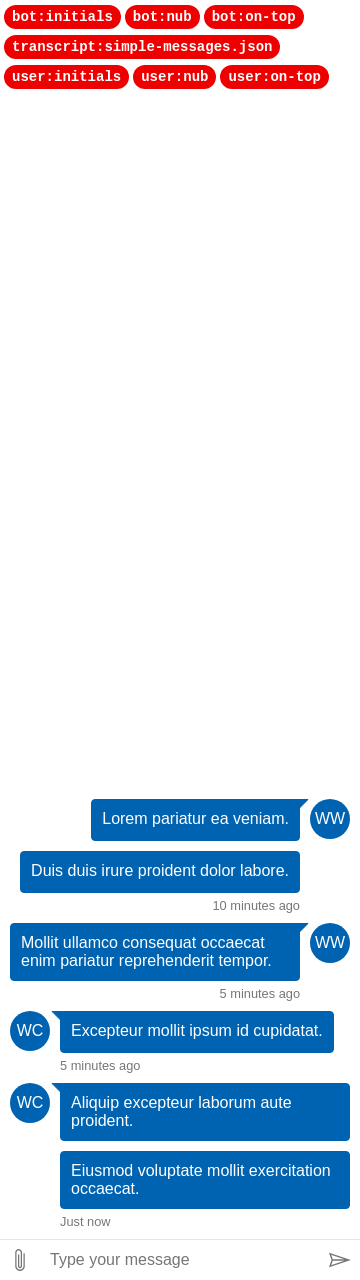 bot:initials bot:nub bot:on-top
transcript:simple-messages.json
user:initials user:nub user:on-top
Lorem pariatur ea veniam. WW
Duis duis irure proident dolor labore.
10 minutes ago
Mollit ullamco consequat occaecat WW
enim pariatur reprehenderit tempor.
5 minutes ago
WC Excepteur mollit ipsum id cupidatat.
5 minutes ago
WC Aliquip excepteur laborum aute
proident.
Eiusmod voluptate mollit exercitation
occaecat.
Just now
Type your message